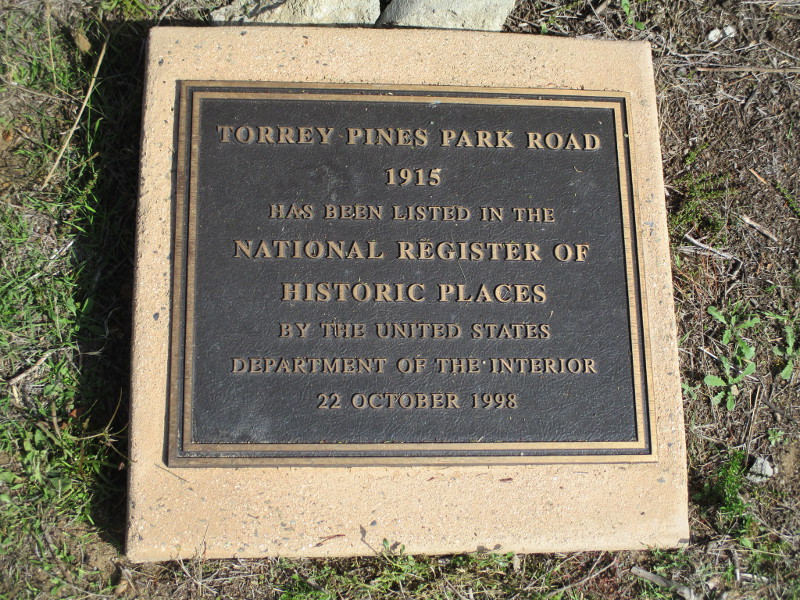 TORREY PINES PARK ROAD
1915
HAS BEEN LISTED IN THE
NATIONAL REGISTER OF
HISTORIC PLACES
BY THE UNITED STATES
DEPARTMENT OF THE INTERIOR
22 OCTOBER 1998